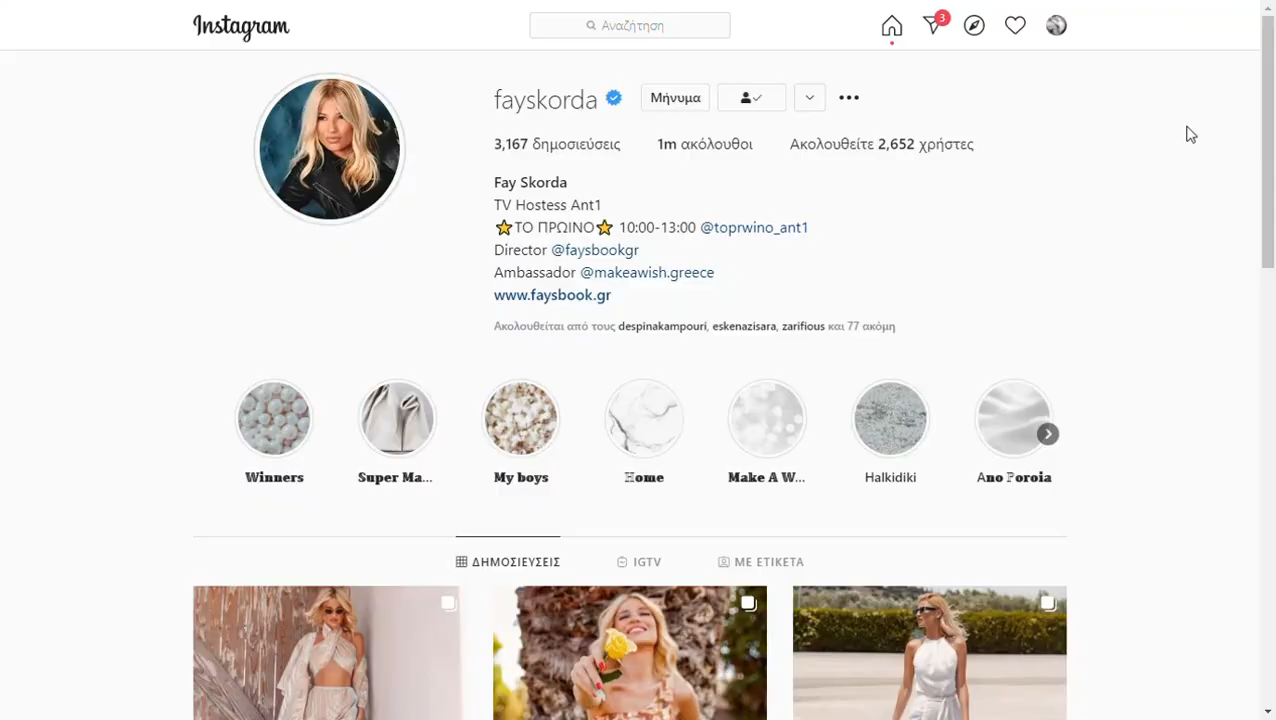 Instagram
Αναζήτηση
3
fayskorda
Μήνυμα
3,167 δημοσιεύσεις 1m ακόλουθοι Ακολουθείτε 2,652 χρήστες
Fay Skorda
TV Hostess Ant1
⭐ΤΟ ΠΡΩΙΝΟ⭐ 10:00-13:00 @toprwino_ant1
Director @faysbookgr
Ambassador @makeawish.greece
www.faysbook.gr
Ακολουθείται από τους despinakampouri, eskenazisara, zarifious και 77 ακόμη
Winners Super Ma... My boys Home Make A W... Halkidiki Ano Poroia
ΔΗΜΟΣΙΕΥΣΕΙΣ IGTV ΜΕ ΕΤΙΚΕΤΑ